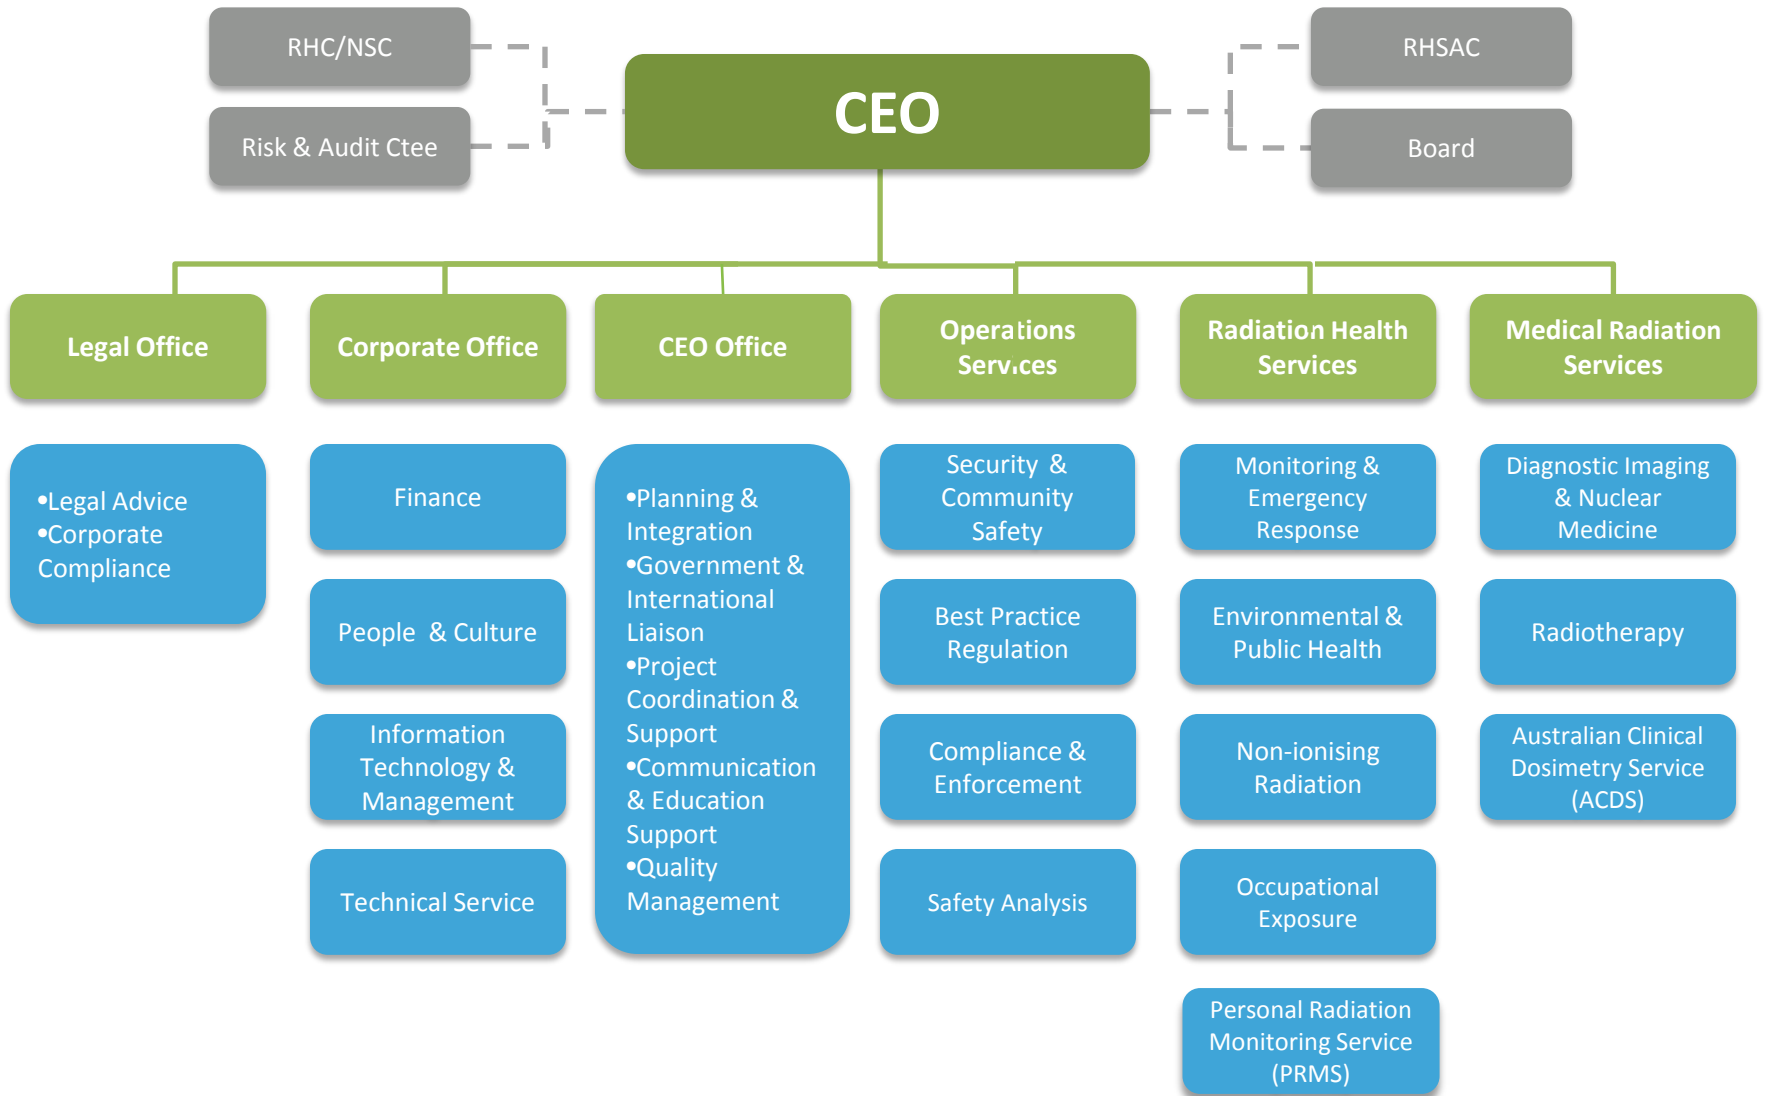 RHC/NSC
RHSAC
CEO
Risk & Audit Ctee
Board
Legal Office
Corporate Office
CEO Office
Operations
Services
Radiation Health
Services
Medical Radiation
Services
•Legal Advice
•Corporate
Compliance
Finance
People & Culture
Information
Technology &
Management
Technical Service
•Planning &
Integration
•Government &
International
Liaison
•Project
Coordination &
Support
•Communication
& Education
Support
•Quality
Management
Security &
Community
Safety
Best Practice
Regulation
Compliance &
Enforcement
Safety Analysis
Monitoring &
Emergency
Response
Environmental &
Public Health
Non-ionising
Radiation
Occupational
Exposure
Personal Radiation
Monitoring Service
(PRMS)
Diagnostic Imaging
& Nuclear
Medicine
Radiotherapy
Australian Clinical
Dosimetry Service
(ACDS)